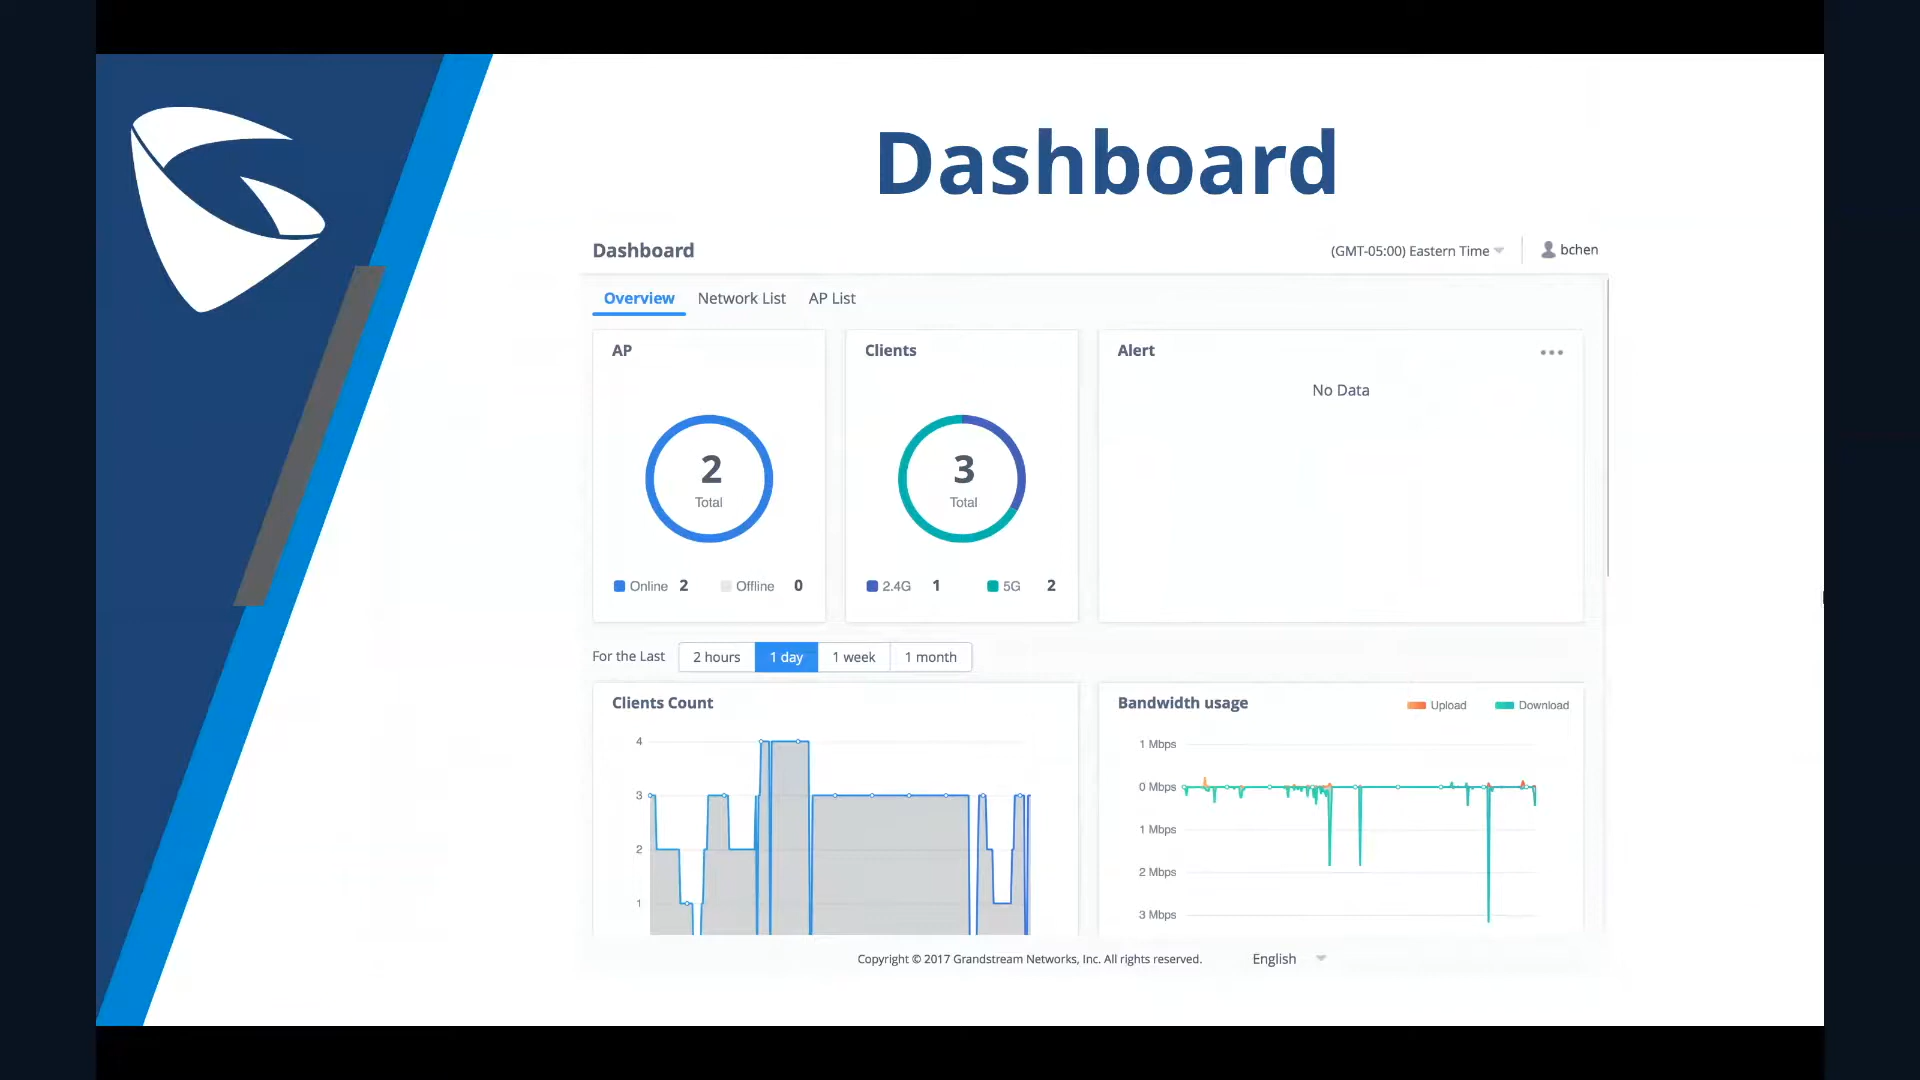 Dashboard
Dashboard
(GMT-05:00) Eastern Time
bchen
Overview
Network List
AP List
AP
2
Total
Online 2
Offline 0
Clients
3
Total
2.4G 1
5G 2
Alert
No Data
For the Last
2 hours
1 day
1 week
1 month
Clients Count
4
3
2
1
Bandwidth usage
Upload
Download
1 Mbps
0 Mbps
1 Mbps
2 Mbps
3 Mbps
Copyright © 2017 Grandstream Networks, Inc. All rights reserved.
English